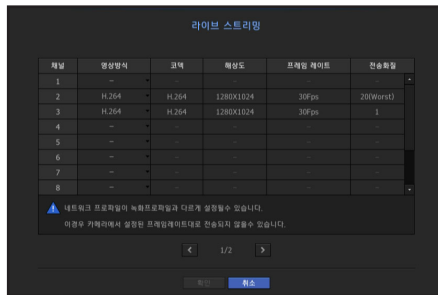 라이브 스트리밍
채널 영상방식 코덱 해상도 프레임 레이트 전송화질
1 - - - - -
2 H.264 H.264 1280X1024 30Fps 20(Worst)
3 H.264 H.264 1280X1024 30Fps 1
4 - - - - -
5 - - - - -
6 - - - - -
7 - - - - -
8 - - - - -
네트워크 프로파일이 녹화프로파일과 다르게 설정될수 있습니다.
이경우 카메라에서 설정된 프레임레이트대로 전송되지 않을수 있습니다.
< 1/2 >
확인 취소